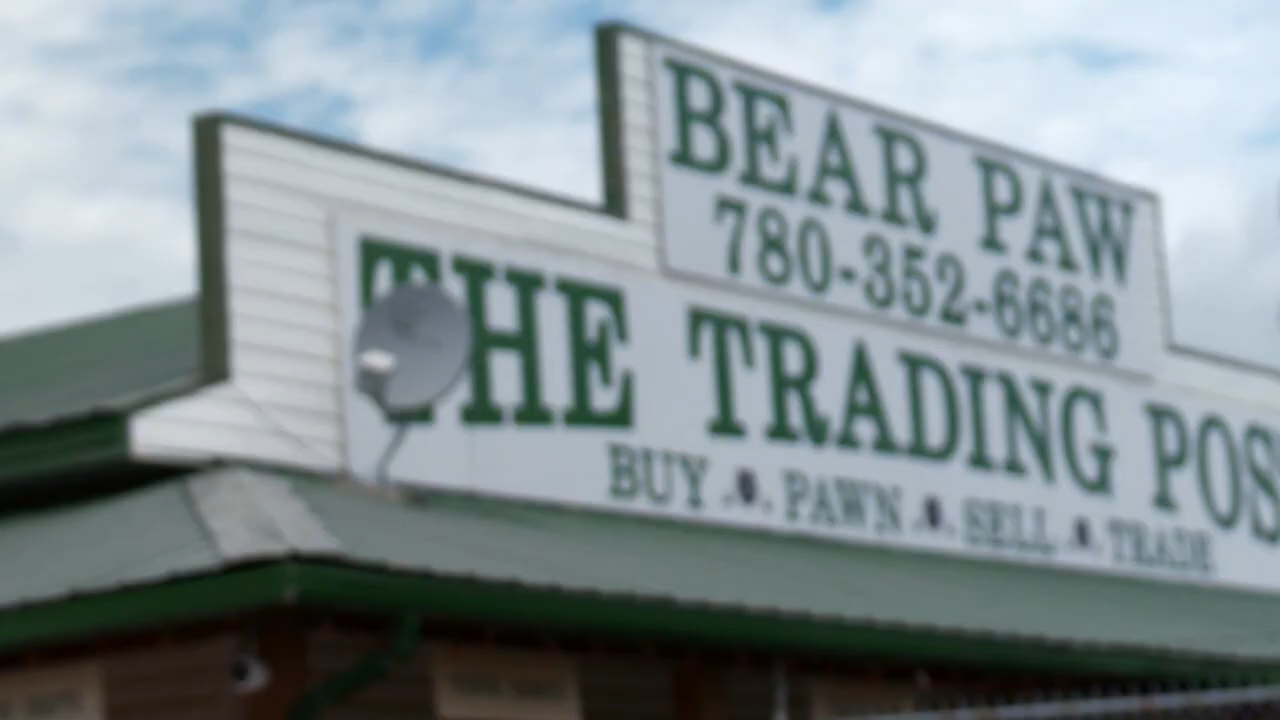 BEAR PAW
780-352-6686
THE TRADING POS
BUY • PAWN • SELL • TRADE